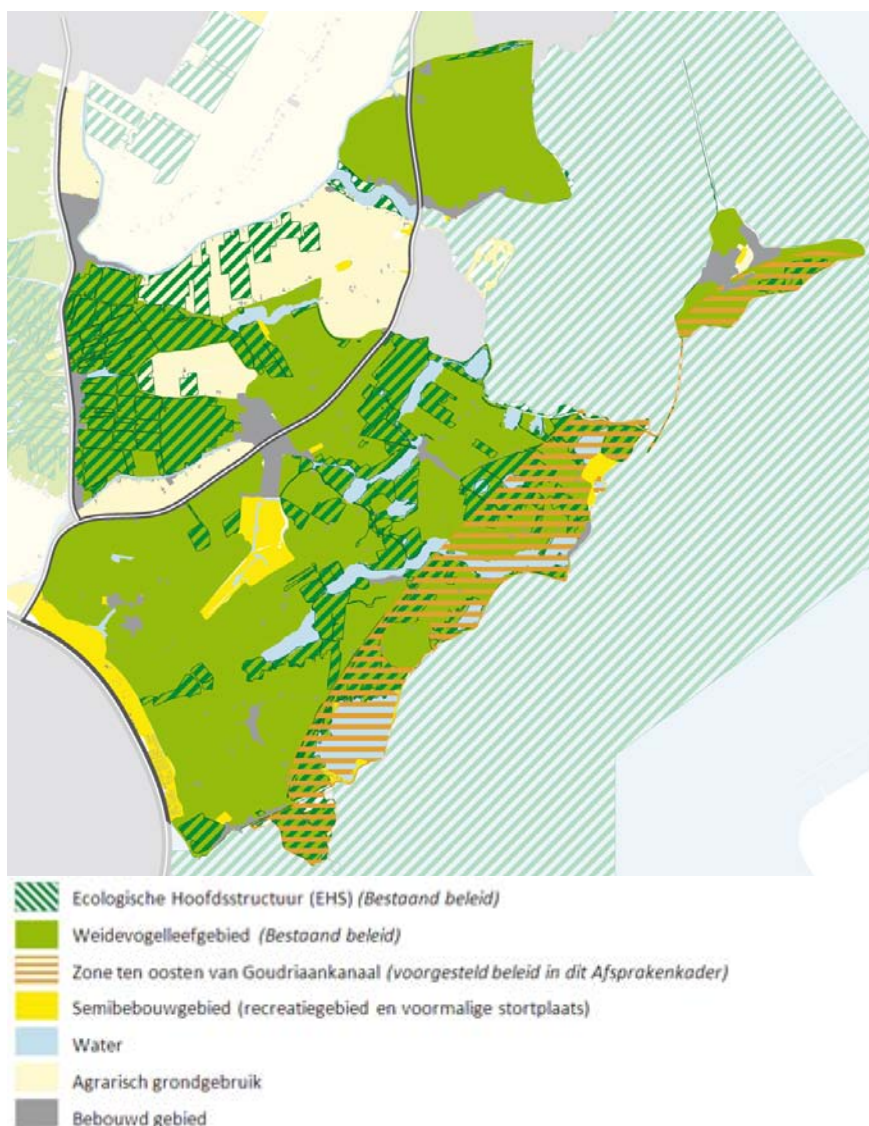 Ecologische Hoofdsstructuur (EHS) (Bestaand beleid)
Weidevogelleefgebied (Bestaand beleid)
Zone ten oosten van Goudriaankanaal (voorgesteld beleid in dit Afsprakenkader)
Semibebouwgebied (recreatiegebied en voormalige stortplaats)
Water
Agrarisch grondgebruik
Bebouwd gebied